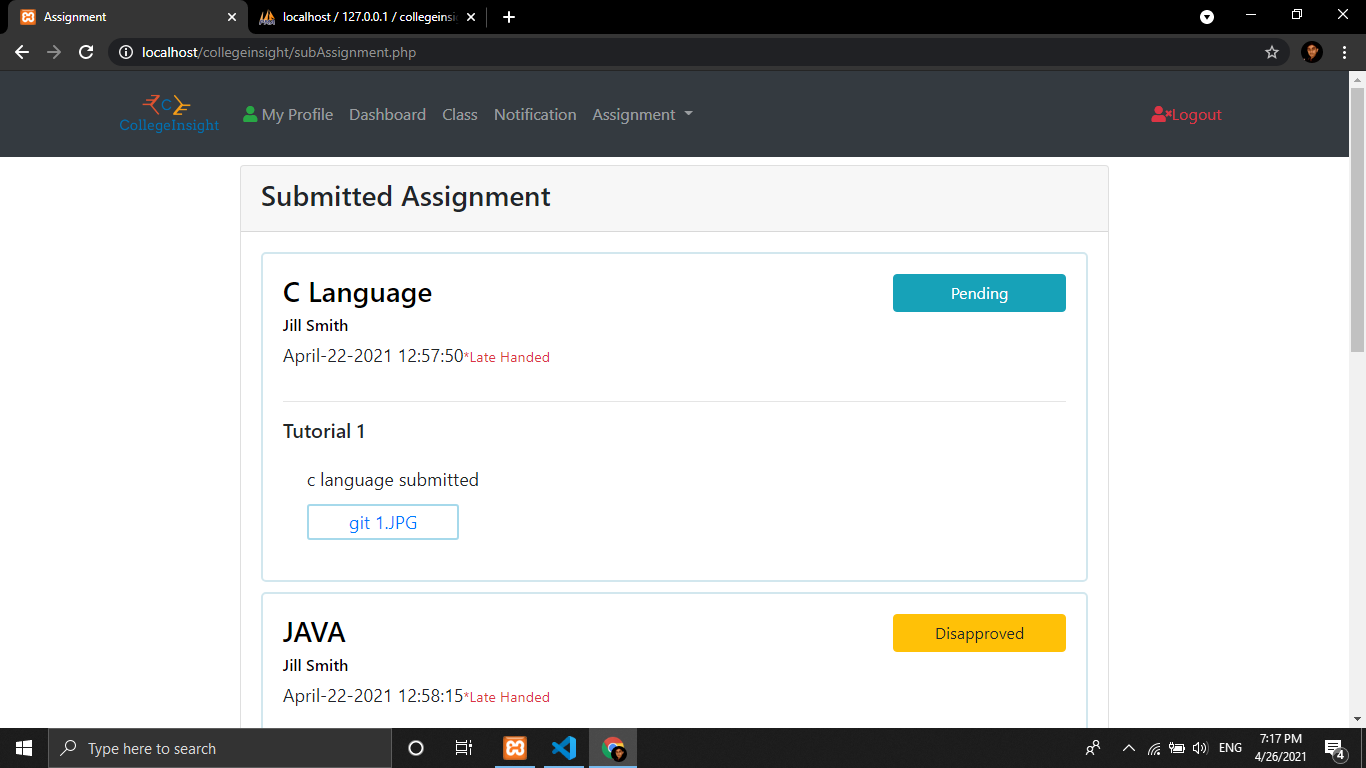 Assignment
localhost / 127.0.0.1 / collegeinsi
localhost/collegeinsight/subAssignment.php
C
CollegeInsight
My Profile
Dashboard
Class
Notification
Assignment
Logout
Submitted Assignment
C Language
Pending
Jill Smith
April-22-2021 12:57:50*Late Handed
Tutorial 1
c language submitted
git 1.JPG
JAVA
Disapproved
Jill Smith
April-22-2021 12:58:15*Late Handed
Type here to search
ENG
7:17 PM
4/26/2021
4